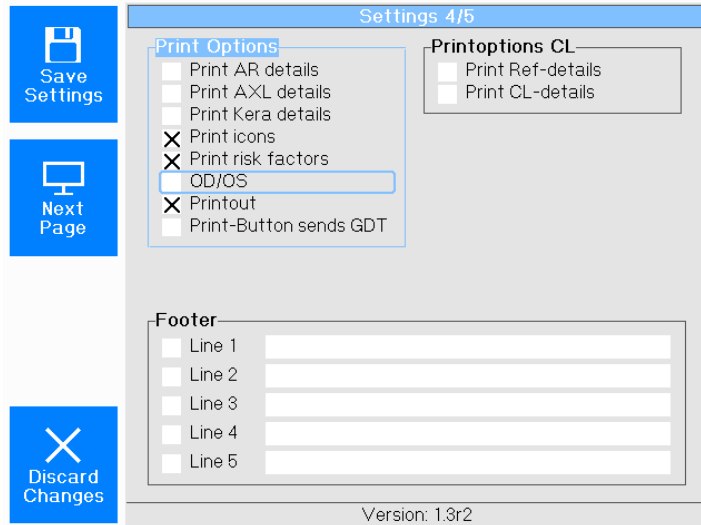 Settings 4/5
Save
Settings
Next
Page
Discard
Changes
Print Options
Print AR details
Print AXL details
Print Kera details
Print icons
Print risk factors
OD/OS
Printout
Print-Button sends GDT
Printoptions CL
Print Ref-details
Print CL-details
Footer
Line 1
Line 2
Line 3
Line 4
Line 5
Version: 1.3r2